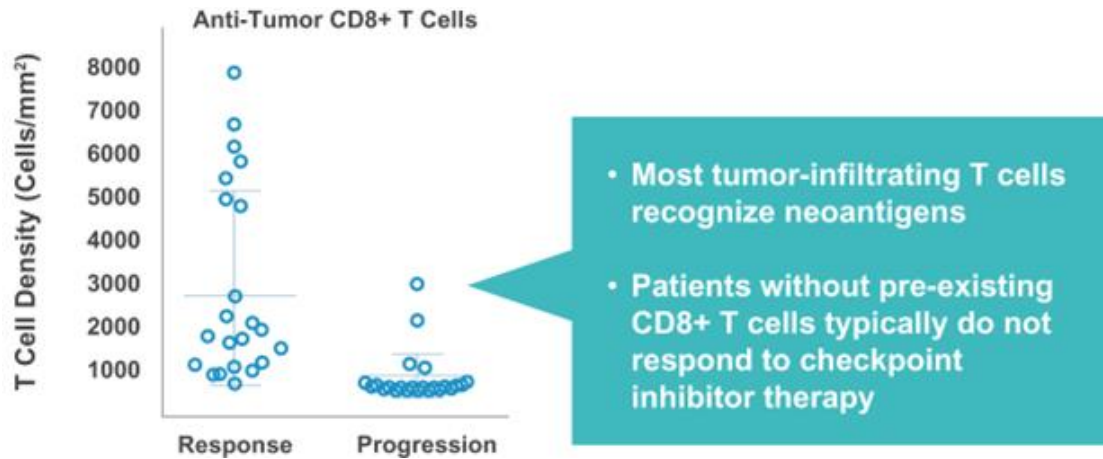 Anti-Tumor CD8+ T Cells
T Cell Density (Cells/mm²)
8000
7000
6000
5000
4000
3000
2000
1000
Response
Progression
• Most tumor-infiltrating T cells
recognize neoantigens
• Patients without pre-existing
CD8+ T cells typically do not
respond to checkpoint
inhibitor therapy